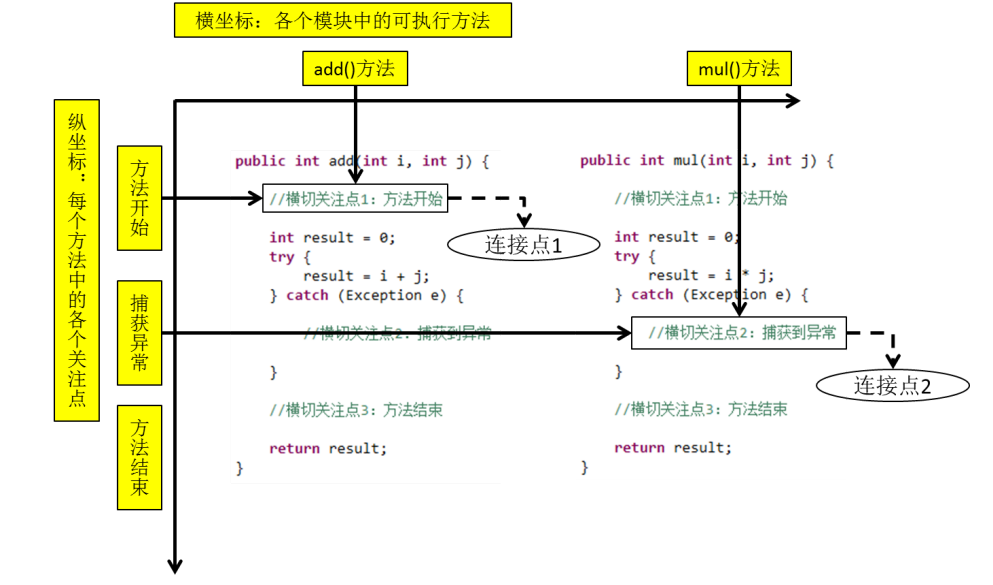 横坐标：各个模块中的可执行方法
add()方法
mul()方法
纵坐标：每个方法中的各个关注点
方法开始
捕获异常
方法结束
public int add(int i, int j) {
//横切关注点1：方法开始
连接点1
int result = 0;
try {
result = i + j;
} catch (Exception e) {
//横切关注点2：捕获到异常
}
//横切关注点3：方法结束
return result;
}
public int mul(int i, int j) {
//横切关注点1：方法开始
int result = 0;
try {
result = i * j;
} catch (Exception e) {
//横切关注点2：捕获到异常
连接点2
}
//横切关注点3：方法结束
return result;
}